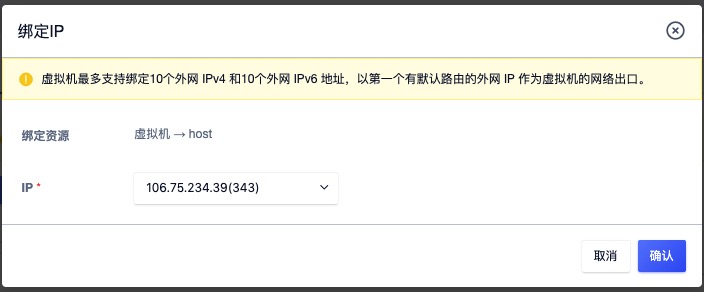 绑定IP
虚拟机最多支持绑定10个外网 IPv4 和10个外网 IPv6 地址，以第一个有默认路由的外网 IP 作为虚拟机的网络出口。
绑定资源 虚拟机 → host
IP * 106.75.234.39(343)
取消 确认